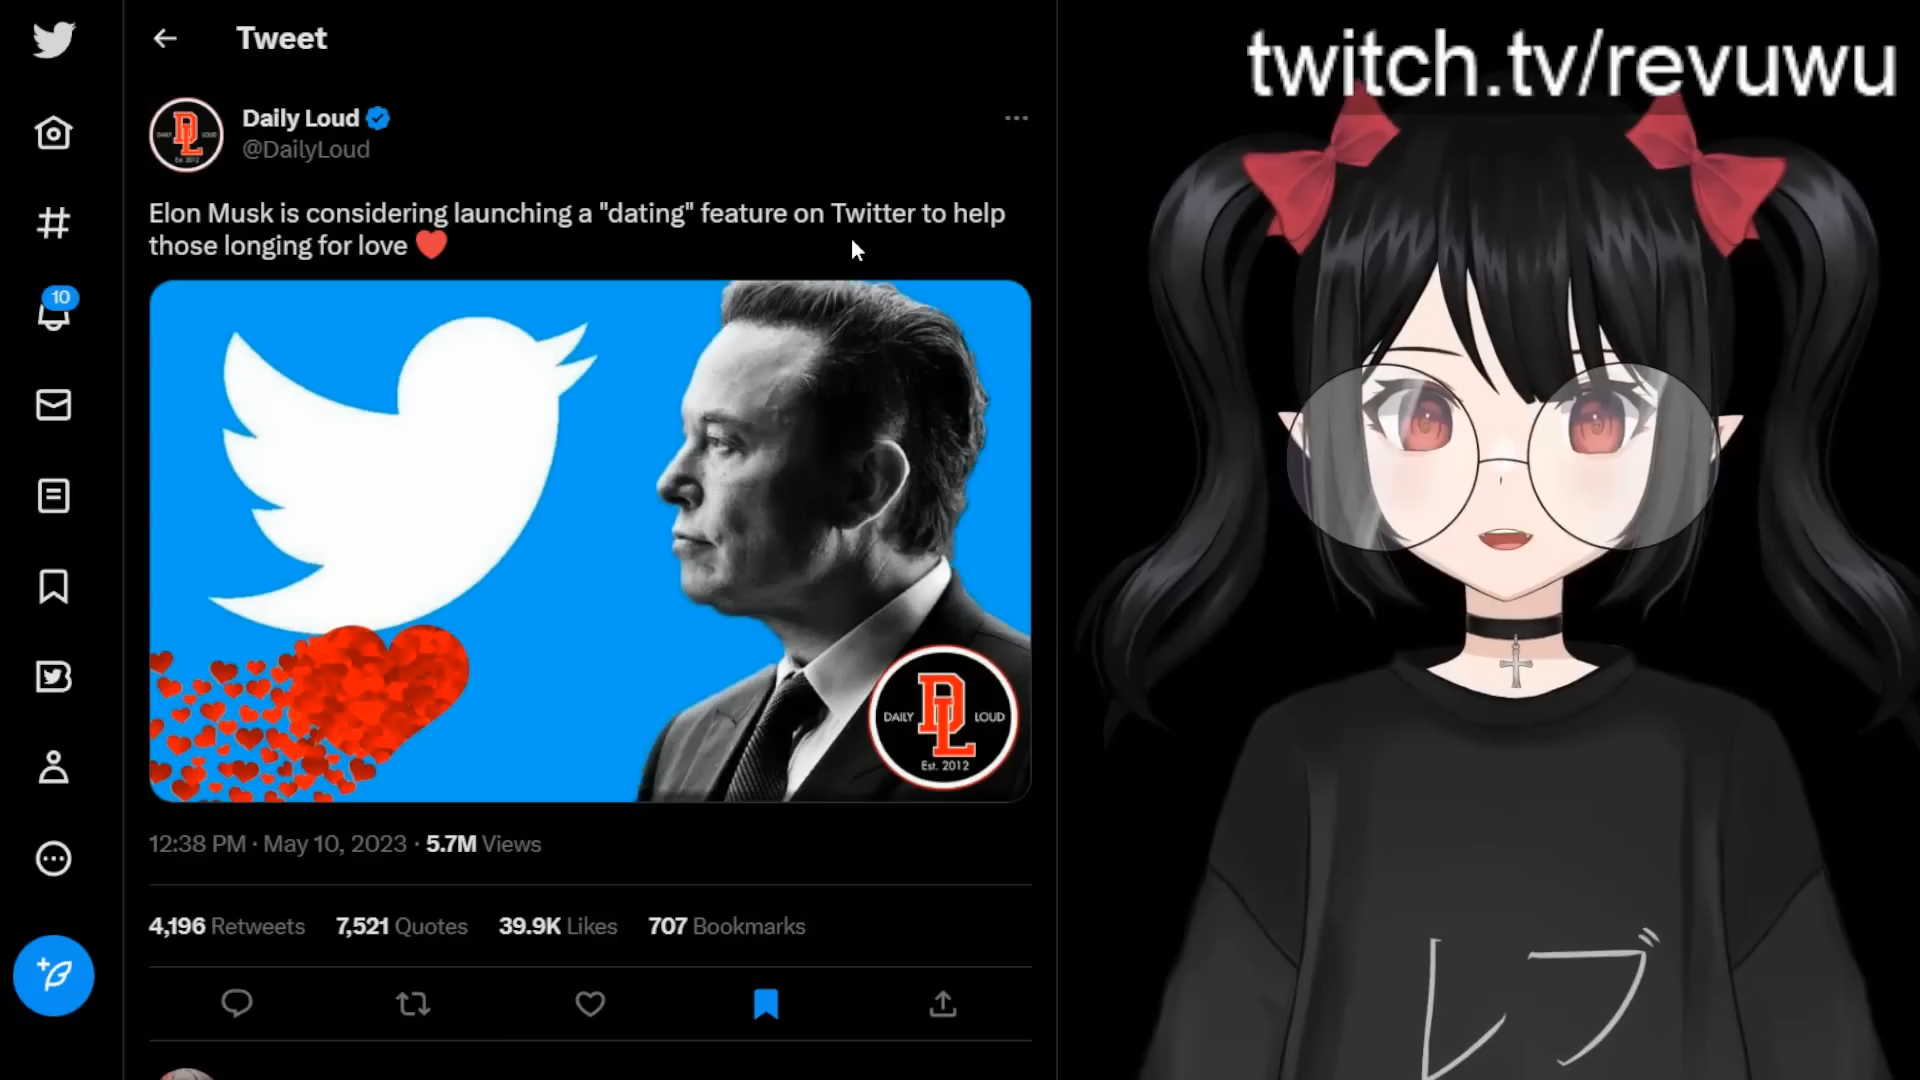 Tweet
twitch.tv/revuwu
Daily Loud
@DailyLoud
Elon Musk is considering launching a "dating" feature on Twitter to help
those longing for love
10
DAILY DL LOUD
Est. 2012
12:38 PM · May 10, 2023 · 5.7M Views
4,196 Retweets 7,521 Quotes 39.9K Likes 707 Bookmarks
レブ